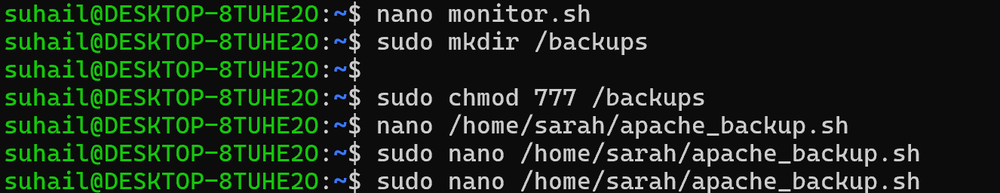 suhail@DESKTOP-8TUHE2O:~$ nano monitor.sh
suhail@DESKTOP-8TUHE2O:~$ sudo mkdir /backups
suhail@DESKTOP-8TUHE2O:~$
suhail@DESKTOP-8TUHE2O:~$ sudo chmod 777 /backups
suhail@DESKTOP-8TUHE2O:~$ nano /home/sarah/apache_backup.sh
suhail@DESKTOP-8TUHE2O:~$ sudo nano /home/sarah/apache_backup.sh
suhail@DESKTOP-8TUHE2O:~$ sudo nano /home/sarah/apache_backup.sh